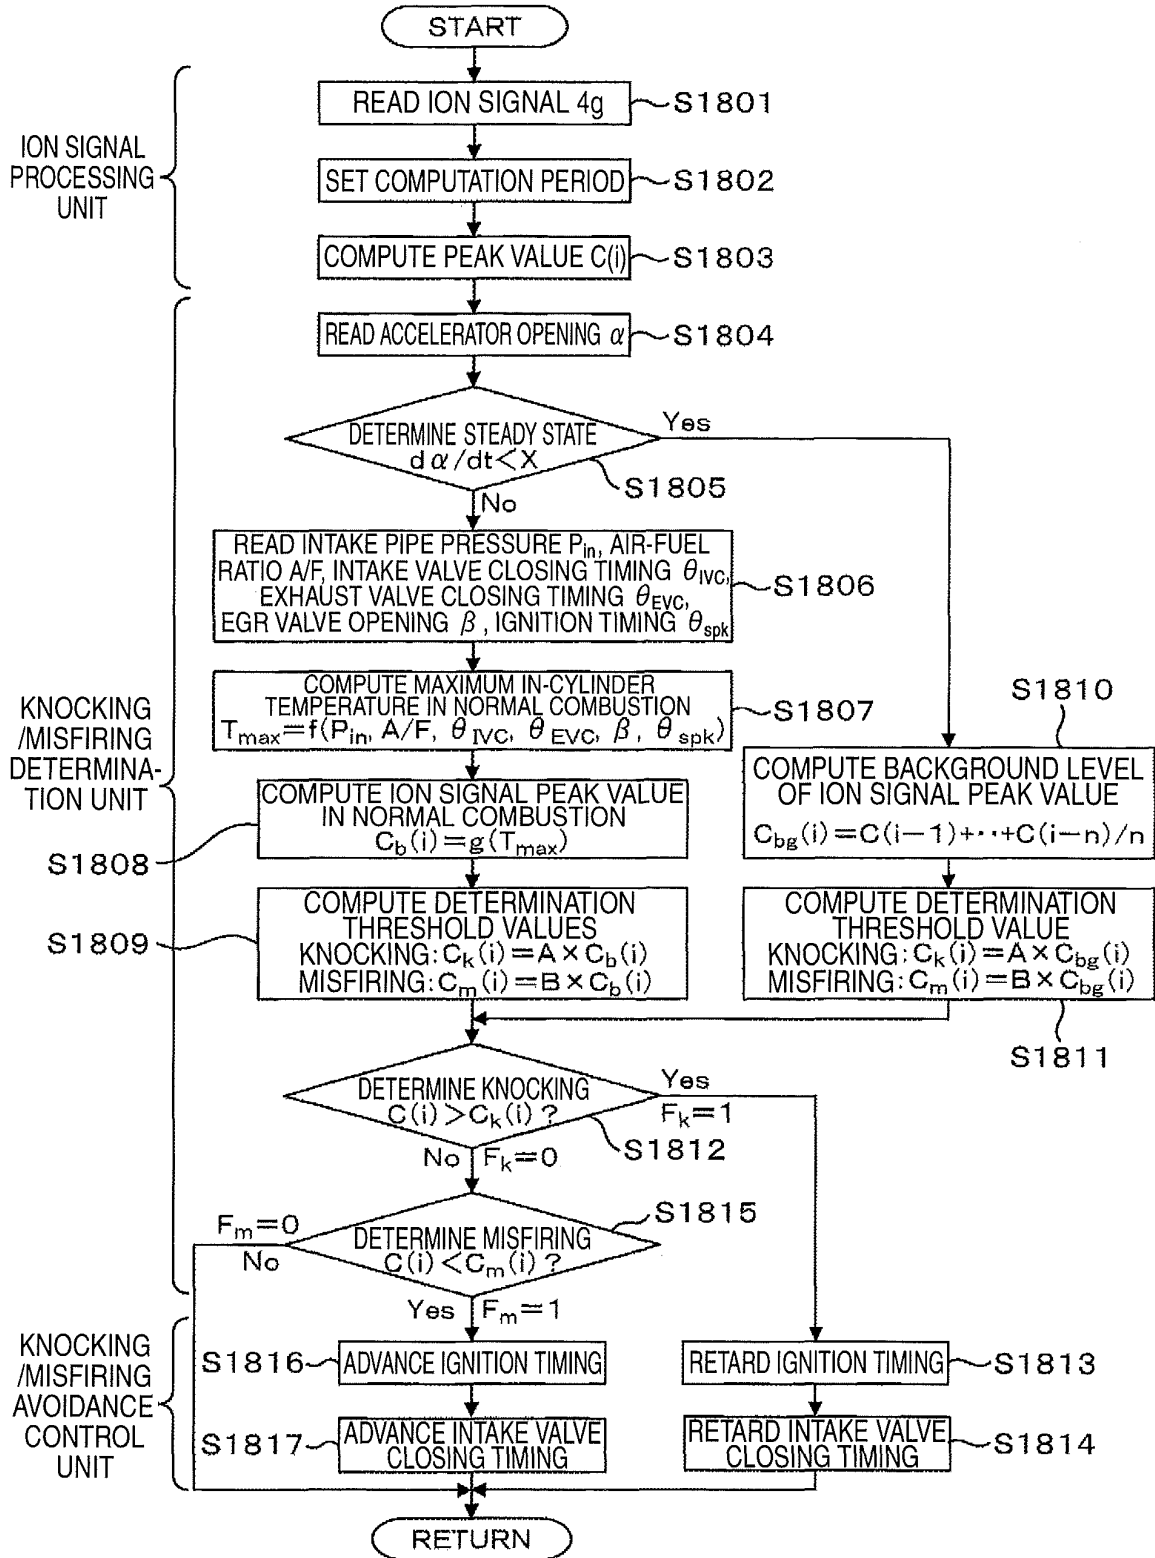 START
ION SIGNAL
PROCESSING
UNIT
READ ION SIGNAL 4g
S1801
SET COMPUTATION PERIOD
S1802
COMPUTE PEAK VALUE C(i)
S1803
READ ACCELERATOR OPENING α
S1804
DETERMINE STEADY STATE
dα/dt<X
Yes
S1805
No
READ INTAKE PIPE PRESSURE Pin, AIR-FUEL
RATIO A/F, INTAKE VALVE CLOSING TIMING θIVC,
EXHAUST VALVE CLOSING TIMING θEVC,
EGR VALVE OPENING β, IGNITION TIMING θspk
S1806
KNOCKING
/MISFIRING
DETERMINA-
TION UNIT
COMPUTE MAXIMUM IN-CYLINDER
TEMPERATURE IN NORMAL COMBUSTION
Tmax=f(Pin, A/F, θIVC, θEVC, β, θspk)
S1807
COMPUTE ION SIGNAL PEAK VALUE
IN NORMAL COMBUSTION
Cb(i)=g(Tmax)
S1808
S1810
COMPUTE BACKGROUND LEVEL
OF ION SIGNAL PEAK VALUE
Cbg(i)=C(i-1)+··+C(i-n)/n
COMPUTE DETERMINATION
THRESHOLD VALUES
KNOCKING:Ck(i)=A×Cb(i)
MISFIRING:Cm(i)=B×Cb(i)
S1809
COMPUTE DETERMINATION
THRESHOLD VALUE
KNOCKING:Ck(i)=A×Cbg(i)
MISFIRING:Cm(i)=B×Cbg(i)
S1811
DETERMINE KNOCKING
C(i)>Ck(i)?
Yes
Fk=1
S1812
No Fk=0
DETERMINE MISFIRING
C(i)<Cm(i)?
S1815
Fm=0
No
Yes Fm=1
KNOCKING
/MISFIRING
AVOIDANCE
CONTROL
UNIT
S1816
ADVANCE IGNITION TIMING
RETARD IGNITION TIMING
S1813
S1817
ADVANCE INTAKE VALVE
CLOSING TIMING
RETARD INTAKE VALVE
CLOSING TIMING
S1814
RETURN